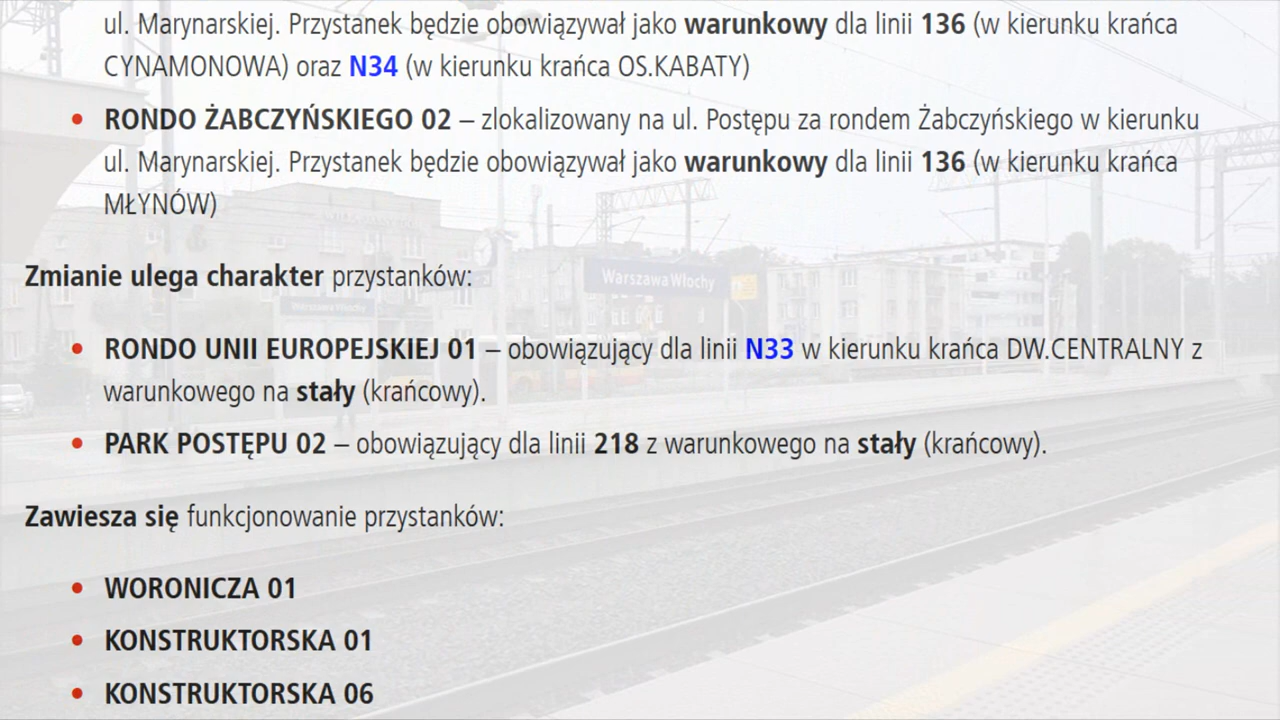 ul. Marynarskiej. Przystanek będzie obowiązywał jako warunkowy dla linii 136 (w kierunku krańca
CYNAMONOWA) oraz N34 (w kierunku krańca OS.KABATY)
• RONDO ŻABCZYŃSKIEGO 02 – zlokalizowany na ul. Postępu za rondem Żabczyńskiego w kierunku
ul. Marynarskiej. Przystanek będzie obowiązywał jako warunkowy dla linii 136 (w kierunku krańca
MŁYNÓW)
Zmianie ulega charakter przystanków:
Warszawa Włochy
• RONDO UNII EUROPEJSKIEJ 01 – obowiązujący dla linii N33 w kierunku krańca DW.CENTRALNY z
warunkowego na stały (krańcowy).
• PARK POSTĘPU 02 – obowiązujący dla linii 218 z warunkowego na stały (krańcowy).
Zawiesza się funkcjonowanie przystanków:
• WORONICZA 01
• KONSTRUKTORSKA 01
• KONSTRUKTORSKA 06